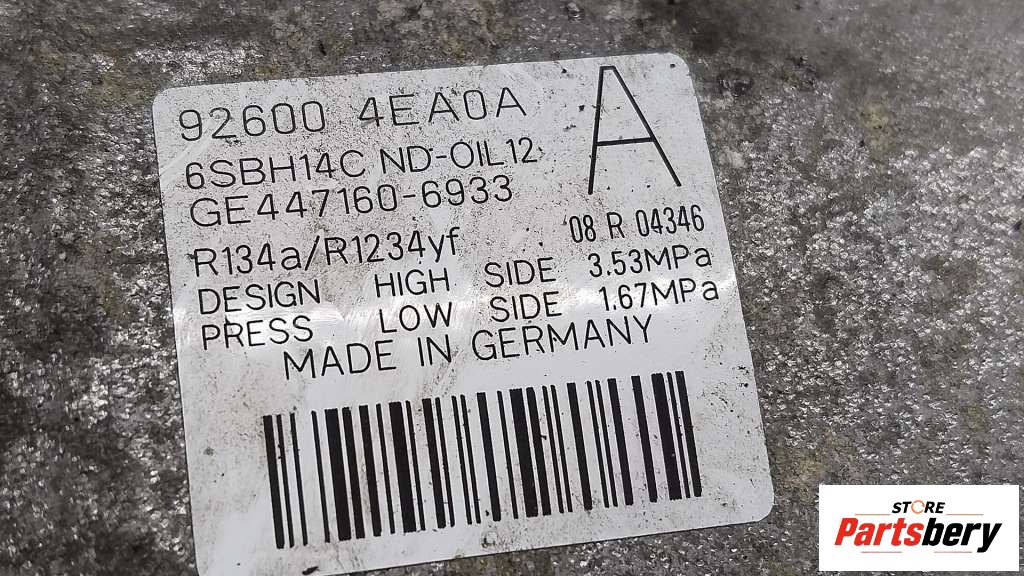 92600 4EA0A
A
6SBH14C ND-OIL12
GE447160-6933
R134a/R1234yf 08 R 04346
DESIGN HIGH SIDE 3.53MPa
PRESS LOW SIDE 1.67MPa
MADE IN GERMANY
STORE
Partsbery